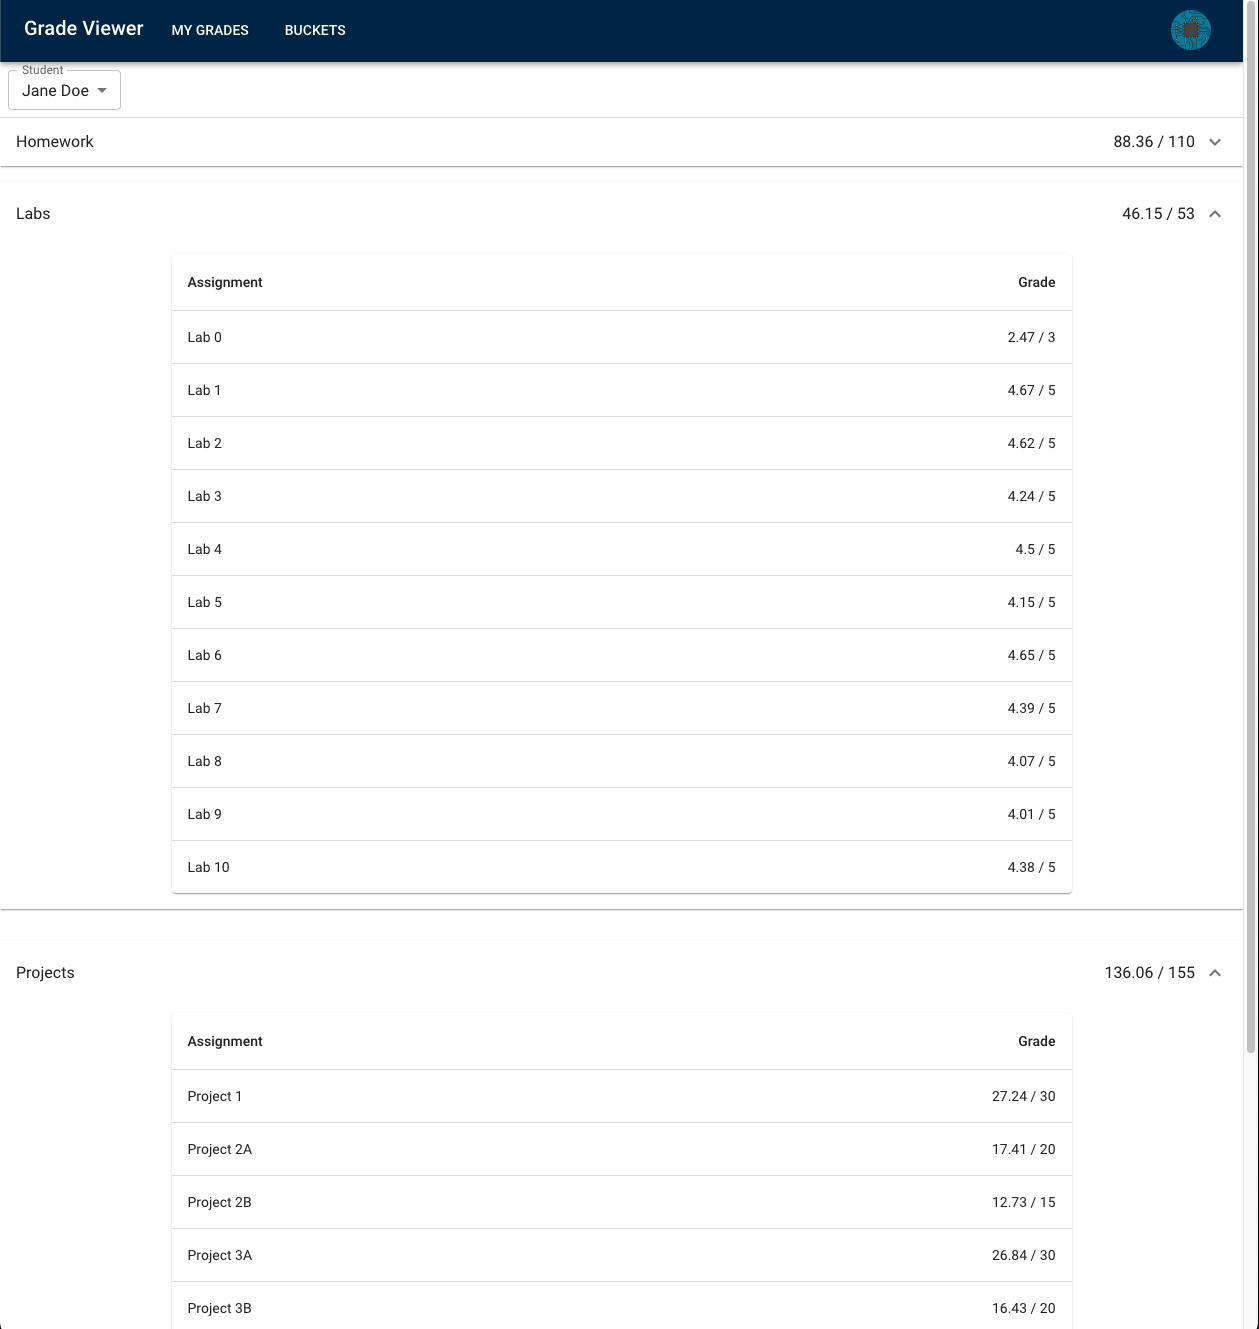 Grade Viewer MY GRADES BUCKETS
Student
Jane Doe
Homework 88.36 / 110
Labs 46.15 / 53
Assignment Grade
Lab 0 2.47 / 3
Lab 1 4.67 / 5
Lab 2 4.62 / 5
Lab 3 4.24 / 5
Lab 4 4.5 / 5
Lab 5 4.15 / 5
Lab 6 4.65 / 5
Lab 7 4.39 / 5
Lab 8 4.07 / 5
Lab 9 4.01 / 5
Lab 10 4.38 / 5
Projects 136.06 / 155
Assignment Grade
Project 1 27.24 / 30
Project 2A 17.41 / 20
Project 2B 12.73 / 15
Project 3A 26.84 / 30
Project 3B 16.43 / 20